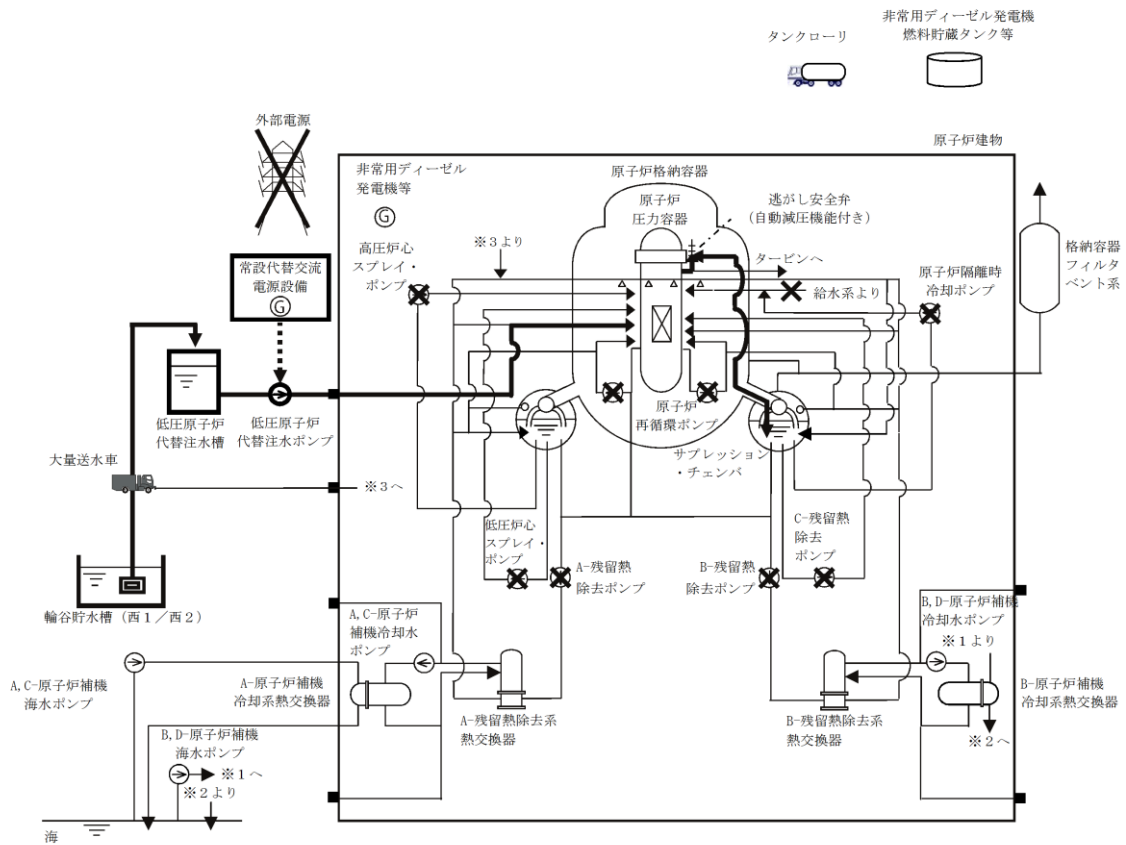 タンクローリ
非常用ディーゼル発電機
燃料貯蔵タンク等
外部電源
原子炉建物
非常用ディーゼル
発電機等
G
原子炉格納容器
原子炉
圧力容器
逃がし安全弁
(自動減圧機能付き)
※3より
高圧炉心
スプレイ・
ポンプ
タービンへ
給水系より
原子炉隔離時
冷却ポンプ
格納容器
フィルタ
ベント系
常設代替交流
電源設備
G
低圧原子炉
代替注水槽
低圧原子炉
代替注水ポンプ
原子炉
再循環ポンプ
サプレッション
・チェンバ
大量送水車
※3へ
低圧炉心
スプレイ・
ポンプ
A-残留熱
除去ポンプ
B-残留熱
除去ポンプ
C-残留熱
除去
ポンプ
輪谷貯水槽(西1/西2)
A,C-原子炉補機
冷却水
ポンプ
B,D-原子炉補機
冷却水ポンプ
※1より
A,C-原子炉補機
海水ポンプ
A-原子炉補機
冷却系熱交換器
A-残留熱除去系
熱交換器
B-残留熱除去系
熱交換器
B-原子炉補機
冷却系熱交換器
※2へ
B,D-原子炉補機
海水ポンプ
※1へ
※2より
海